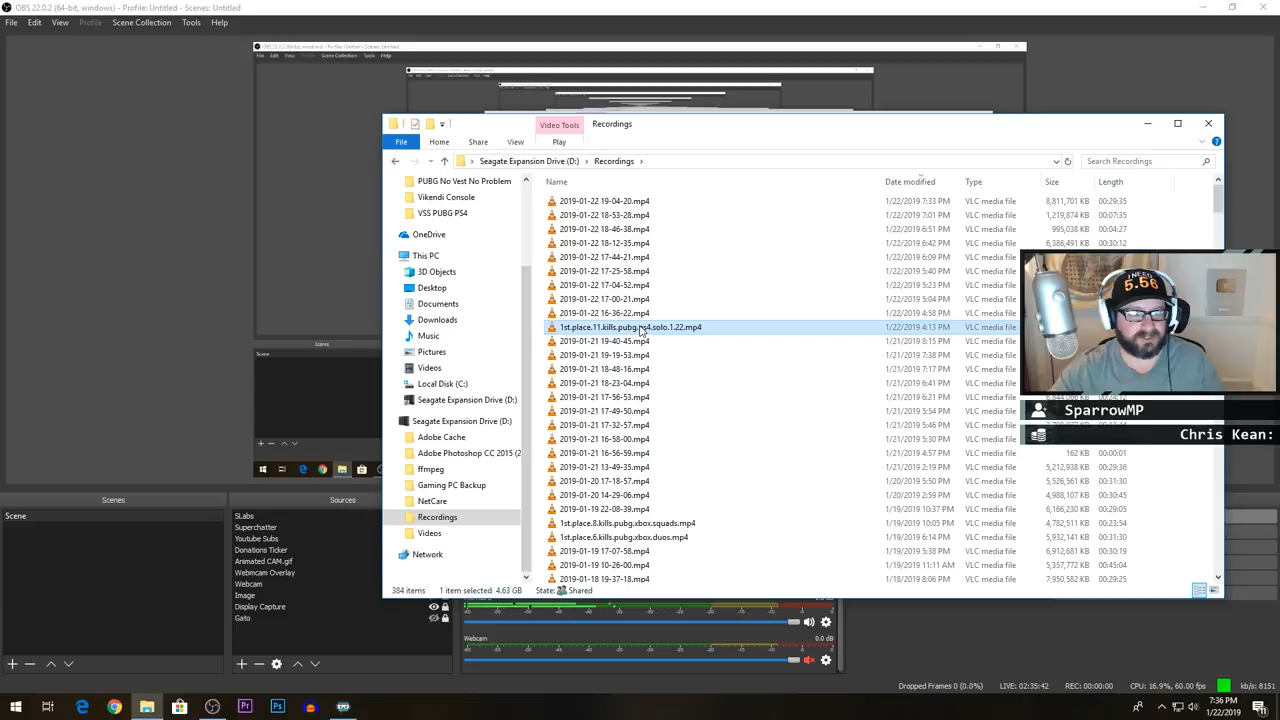 OBS 22.0.2 (64-bit, windows) - Profile: Untitled - Scenes: Untitled
File Edit View Profile Scene Collection Tools Help
OBS 22.0.2 (64-bit, windows) - Profile: Untitled - Scenes: Untitled
File Edit View Profile Scene Collection Tools Help
Video Tools Recordings
File Home Share View Play
Seagate Expansion Drive (D:) Recordings Search Recordings
PUBG No Vest No Problem
Vikendi Console
VSS PUBG PS4
OneDrive
This PC
3D Objects
Desktop
Documents
Downloads
Music
Pictures
Videos
Local Disk (C:)
Seagate Expansion Drive (D:)
Seagate Expansion Drive (D:)
Adobe Cache
Adobe Photoshop CC 2015 (2
ffmpeg
Gaming PC Backup
NetCare
Recordings
Videos
Network
Name Date modified Type Size Length
2019-01-22 19-04-20.mp4 1/22/2019 7:33 PM VLC media file 8,811,701 KB 00:29:35
2019-01-22 18-53-28.mp4 1/22/2019 7:01 PM VLC media file 1,219,874 KB 00:07:35
2019-01-22 18-46-38.mp4 1/22/2019 6:51 PM VLC media file 995,038 KB 00:04:27
2019-01-22 18-12-35.mp4 1/22/2019 6:42 PM VLC media file 6,386,491 KB 00:30:12
2019-01-22 17-44-21.mp4 1/22/2019 6:09 PM VLC media file
2019-01-22 17-25-58.mp4 1/22/2019 5:40 PM VLC media file
2019-01-22 17-04-52.mp4 1/22/2019 5:23 PM VLC media file
2019-01-22 17-00-21.mp4 1/22/2019 5:04 PM VLC media file
2019-01-22 16-36-22.mp4 1/22/2019 5:00 PM VLC media file
1st.place.11.kills.pubg.ps4.solo.1.22.mp4 1/22/2019 4:13 PM VLC media file
2019-01-21 19-40-45.mp4 1/21/2019 8:15 PM VLC media file
2019-01-21 19-19-53.mp4 1/21/2019 7:38 PM VLC media file
2019-01-21 18-48-16.mp4 1/21/2019 7:17 PM VLC media file
2019-01-21 18-23-04.mp4 1/21/2019 6:41 PM VLC media file
2019-01-21 17-56-53.mp4 1/21/2019 6:21 PM VLC media file
2019-01-21 17-49-50.mp4 1/21/2019 5:54 PM VLC media file
2019-01-21 17-32-57.mp4 1/21/2019 5:46 PM VLC media file
2019-01-21 16-58-00.mp4 1/21/2019 5:30 PM VLC media file
2019-01-21 16-56-59.mp4 1/21/2019 4:57 PM VLC media file 162 KB 00:00:01
2019-01-21 13-49-35.mp4 1/21/2019 2:19 PM VLC media file 5,212,938 KB 00:29:36
2019-01-20 17-18-57.mp4 1/20/2019 5:50 PM VLC media file 5,526,561 KB 00:31:30
2019-01-20 14-29-06.mp4 1/20/2019 2:59 PM VLC media file 4,988,107 KB 00:30:45
2019-01-19 22-08-39.mp4 1/19/2019 10:37 PM VLC media file 6,166,230 KB 00:29:05
1st.place.8.kills.pubg.xbox.squads.mp4 1/19/2019 10:05 PM VLC media file 4,782,511 KB 00:23:54
1st.place.6.kills.pubg.xbox.duos.mp4 1/19/2019 6:14 PM VLC media file 5,932,141 KB 00:31:30
2019-01-19 17-07-58.mp4 1/19/2019 5:38 PM VLC media file 6,912,681 KB 00:30:19
2019-01-19 10-26-00.mp4 1/19/2019 11:11 AM VLC media file 5,357,772 KB 00:45:04
2019-01-18 19-37-18.mp4 1/18/2019 8:06 PM VLC media file 7,950,582 KB 00:29:25
384 items 1 item selected 4.63 GB State: Shared
I NEED
5.56
SparrowMP
Chris Kean:
Scenes Sources
Scene
SLabs
Superchatter
Youtube Subs
Donations Ticker
Animated CAM.gif
Webcam Overlay
Webcam
Image
Display Capture
Gato
Webcam 0.0 dB
Dropped Frames 0 (0.0%) LIVE: 02:35:42 REC: 00:00:00 CPU: 16.9%, 60.00 fps kb/s: 8151
7:36 PM
1/22/2019